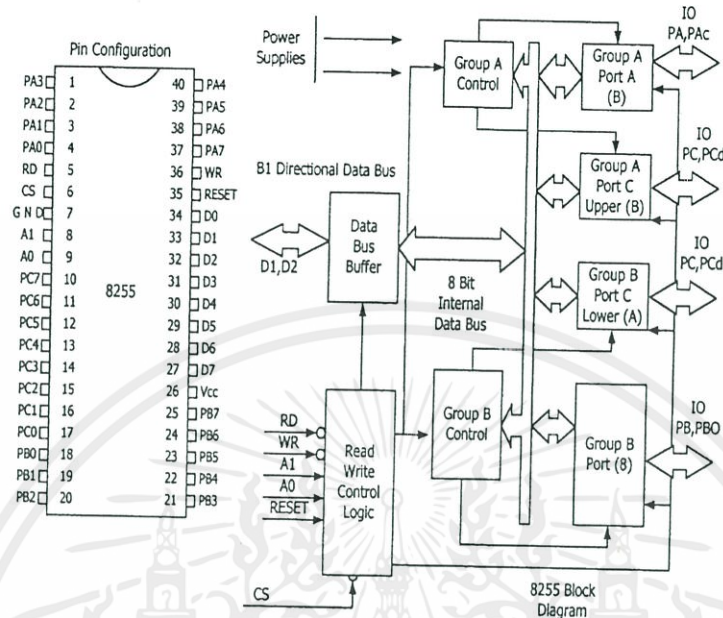 Pin Configuration
PA3 1 40 PA4
PA2 2 39 PA5
PA1 3 38 PA6
PA0 4 37 PA7
RD 5 36 WR
CS 6 35 RESET
G N D 7 34 D0
A1 8 33 D1
A0 9 32 D2
PC7 10 31 D3
PC6 11 30 D4
PC5 12 29 D5
PC4 13 28 D6
PC3 14 27 D7
PC2 15 26 Vcc
PC1 16 25 PB7
PC0 17 24 PB6
PB0 18 23 PB5
PB1 19 22 PB4
PB2 20 21 PB3
8255
Power
Supplies
Group A
Control
Group A
Port A
(B)
IO
PA,PAc
Group A
Port C
Upper (B)
IO
PC,PCd
B1 Directional Data Bus
Data
Bus
Buffer
D1,D2
8 Bit
Internal
Data Bus
Group B
Port C
Lower (A)
IO
PC,PCd
RD
WR
A1
A0
RESET
Read
Write
Control
Logic
CS
Group B
Control
Group B
Port (8)
IO
PB,PBO
8255 Block
Diagram